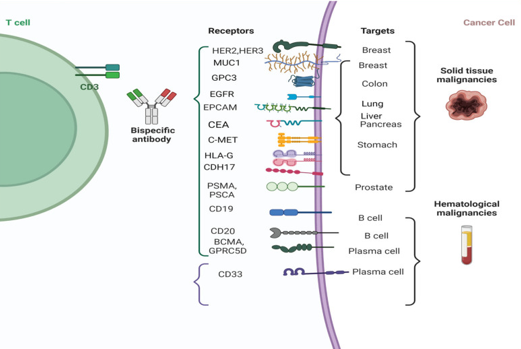 T cell
Receptors
Targets
Cancer Cell
CD3
Bispecific
antibody
HER2,HER3
MUC1
GPC3
EGFR
EPCAM
CEA
C-MET
HLA-G
CDH17
PSMA,
PSCA
CD19
CD20
BCMA,
GPRC5D
CD33
Breast
Breast
Colon
Lung
Liver
Pancreas
Stomach
Prostate
B cell
B cell
Plasma cell
Plasma cell
Solid tissue
malignancies
Hematological
malignancies